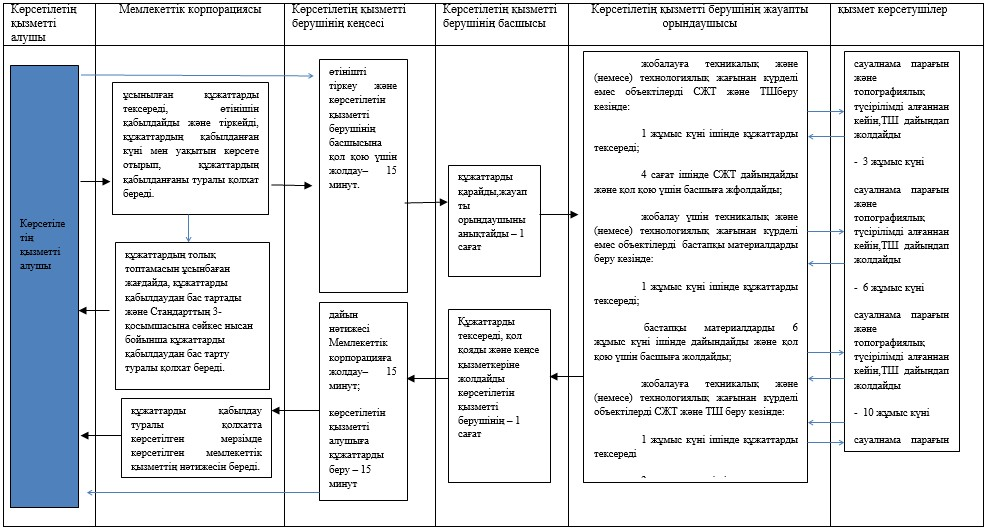 Көрсетілетін
қызметті
алушы
Мемлекеттік корпорациясы
Көрсетілетін қызметті
берушінің кеңсесі
Көрсетілетін қызметті
берушінің басшысы
Көрсетілетін қызметті берушінің жауапты
орындаушысы
қызмет көрсетушілер
Көрсетіле
тің
қызметті
алушы
ұсынылған құжаттарды
тексереді, өтінішін
қабылдайды және тіркейді,
құжаттардың қабылданған
күні мен уақытын көрсете
отырып, құжаттардың
қабылданғаны туралы қолхат
береді.
құжаттардың толық
топтамасын ұсынбаған
жағдайда, құжаттарды
қабылдаудан бас тартады
және Стандарттың 3-
қосымшасына сәйкес нысан
бойынша құжаттарды
қабылдаудан бас тарту
туралы қолхат береді.
құжаттарды қабылдау
туралы қолхатта
көрсетілген мерзімде
көрсетілген мемлекеттік
қызметтің нәтижесін береді.
өтінішті
тіркеу және
көрсетілетін
қызметті
берушінің
басшысына
қол қою үшін
жолдау– 15
минут.
дайын
нәтижесі
Мемлекеттік
корпорацияға
жолдау– 15
минут;
көрсетілетін
қызметті
алушыға
құжаттарды
беру – 15
минут
құжаттарды
қарайды,жауап
ты
орындаушыны
анықтайды – 1
сағат
Құжаттарды
тексереді, қол
қояды және кеңсе
қызметкеріне
жолдайды
көрсетілетін
қызметті
берушінің – 1
сағат
жобалауға техникалық және
(немесе) технологиялық жағынан күрделі
емес объектілерді СЖТ және ТШберу
кезінде:
1 жұмыс күні ішінде құжаттарды
тексереді;
4 сағат ішінде СЖТ дайындайды
және қол қою үшін басшыға жфолдайды;
жобалау үшін техникалық және
(немесе) технологиялық жағынан күрделі
емес объектілерді бастапқы материалдарды
беру кезінде:
1 жұмыс күні ішінде құжаттарды
тексереді;
бастапқы материалдарды 6
жұмыс күні ішінде дайындайды және қол
қою үшін басшыға жолдайды;
жобалауға техникалық және
(немесе) технологиялық жағынан күрделі
объектілерді СЖТ және ТШ беру кезінде:
1 жұмыс күні ішінде құжаттарды
тексереді
сауалнама парағын
және
топографиялық
түсірілімді алғаннан
кейін,ТШ дайындап
жолдайды
- 3 жұмыс күні
сауалнама парағын
және
топографиялық
түсірілімді алғаннан
кейін,ТШ дайындап
жолдайды
- 6 жұмыс күні
сауалнама парағын
және
топографиялық
түсірілімді алғаннан
кейін,ТШ дайындап
жолдайды
- 10 жұмыс күні
сауалнама парағын